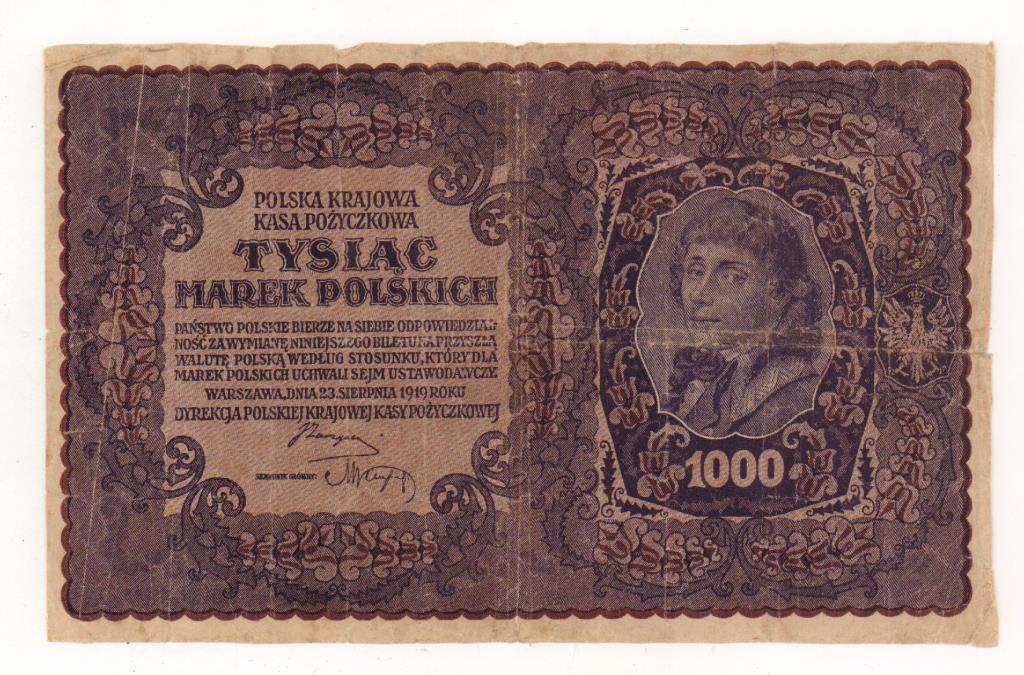 POLSKA KRAJOWA
KASA POŻYCZKOWA
TYSIĄC
MAREK POLSKICH
PAŃSTWO POLSKIE BIERZE NA SIEBIE ODPOWIEDZIAL-
NOŚĆ ZA WYMIANĘ NINIEJSZEGO BILETU NA PRZYSZŁĄ
WALUTĘ POLSKĄ WEDŁUG STOSUNKU, KTÓRY DLA
MAREK POLSKICH UCHWALI SEJM USTAWODAWCZY.
WARSZAWA, DNIA 23. SIERPNIA 1919 ROKU
DYREKCJA POLSKIEJ KRAJOWEJ KASY POŻYCZKOWEJ
SKARBNIK GŁÓWNY:
1000